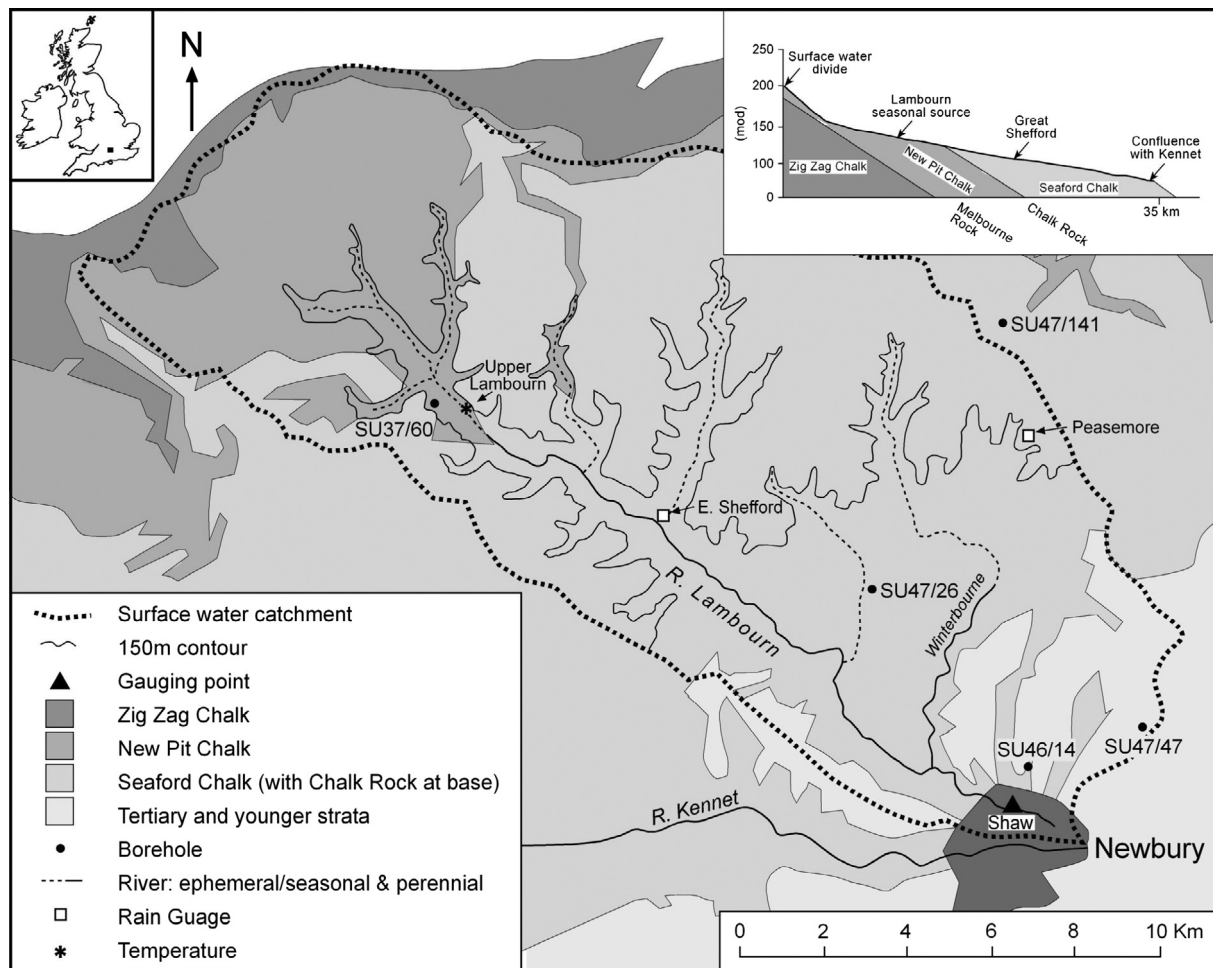 N
250
200
150
100
0
(mod)
Surface water
divide
Lambourn
seasonal source
Great
Shefford
Confluence
with Kennet
Zig Zag Chalk
New Pit Chalk
Seaford Chalk
Melbourne
Rock
Chalk Rock
35 km
SU47/141
Upper
Lambourn
SU37/60
Peasemore
E. Shefford
R. Lambourn
SU47/26
Winterbourne
SU46/14
SU47/47
R. Kennet
Shaw
Newbury
Surface water catchment
150m contour
Gauging point
Zig Zag Chalk
New Pit Chalk
Seaford Chalk (with Chalk Rock at base)
Tertiary and younger strata
Borehole
River: ephemeral/seasonal & perennial
Rain Guage
Temperature
0 2 4 6 8 10 Km